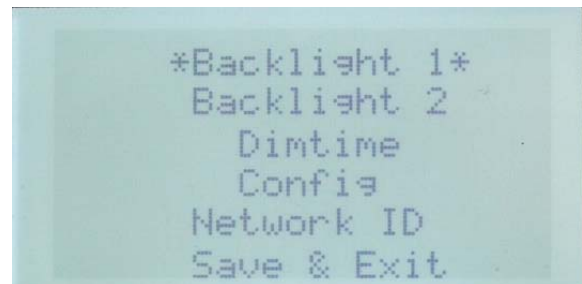 *Backlight 1*
Backlight 2
Dimtime
Config
Network ID
Save & Exit